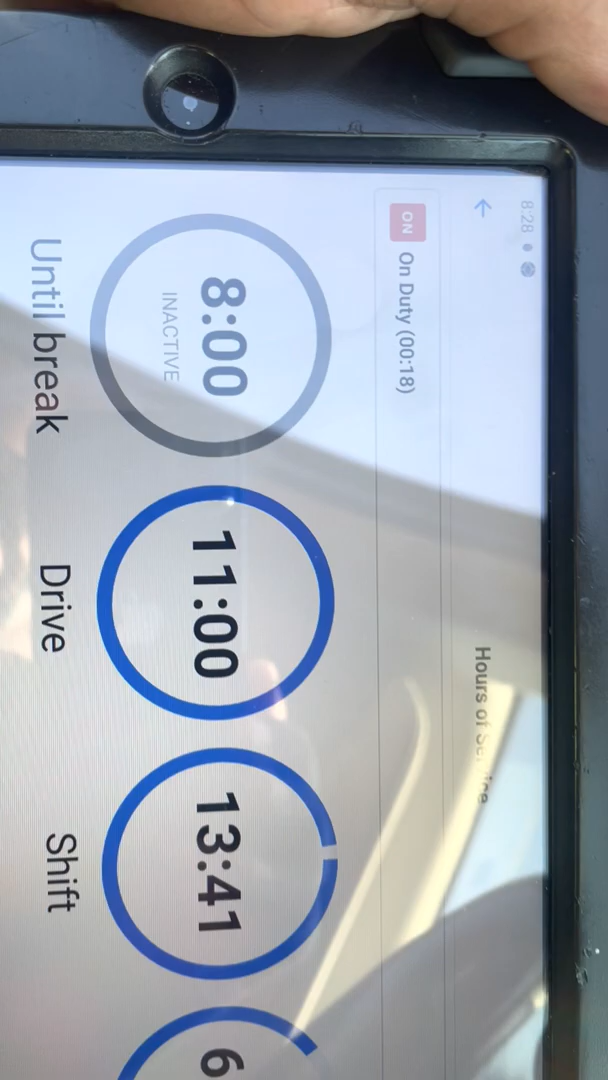 8:28
Hours of Service
ON On Duty (00:18)
8:00
INACTIVE
Until break
11:00
Drive
13:41
Shift
6